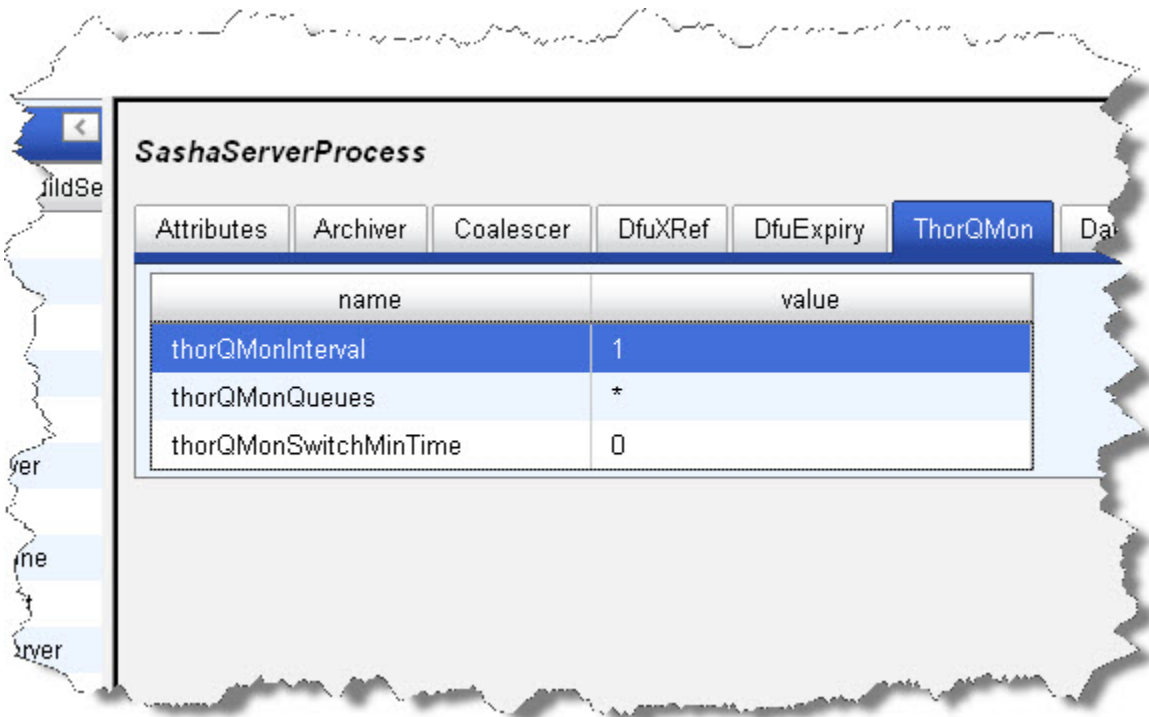 SashaServerProcess
Attributes Archiver Coalescer DfuXRef DfuExpiry ThorQMon
name value
thorQMonInterval 1
thorQMonQueues *
thorQMonSwitchMinTime 0